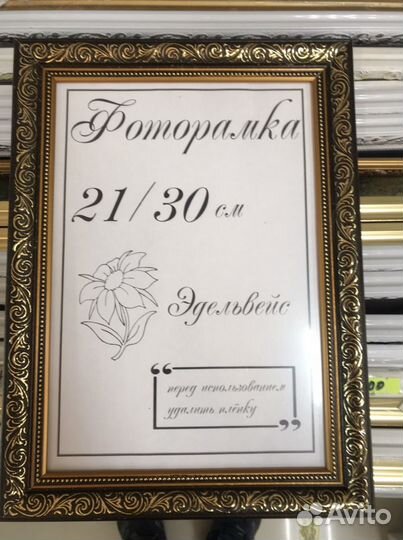 Фоторамка
21/30 см
Эдельвейс
перед использованием
удалить плёнку
Avito